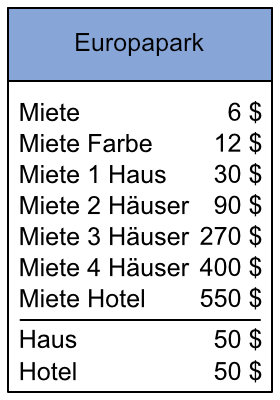 Europapark
Miete 6 $
Miete Farbe 12 $
Miete 1 Haus 30 $
Miete 2 Häuser 90 $
Miete 3 Häuser 270 $
Miete 4 Häuser 400 $
Miete Hotel 550 $
Haus 50 $
Hotel 50 $